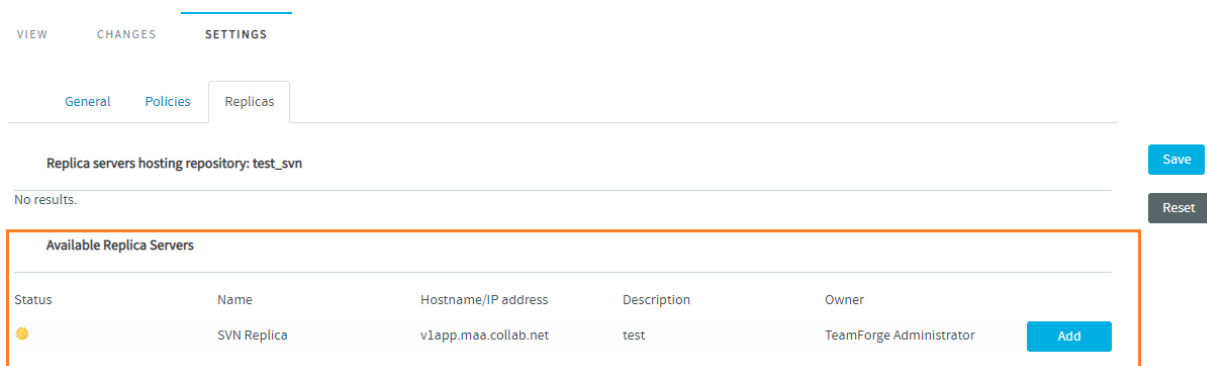 VIEW CHANGES SETTINGS
General Policies Replicas
Replica servers hosting repository: test_svn
Save
No results.
Reset
Available Replica Servers
Status Name Hostname/IP address Description Owner
SVN Replica v1app.maa.collab.net test TeamForge Administrator Add